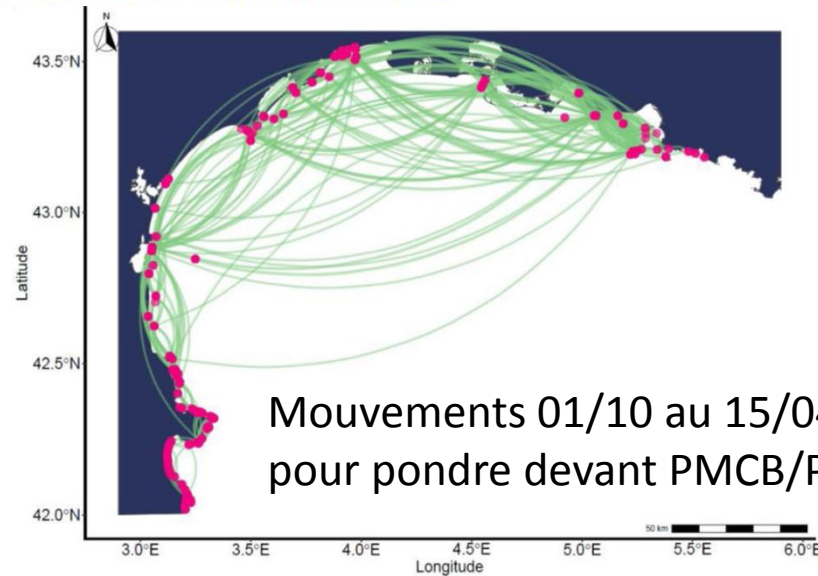 N
43.5°N
43.0°N
42.5°N
42.0°N
Latitude
Mouvements 01/10 au 15/0
pour pondre devant PMCB/
50 km
3.0°E 3.5°E 4.0°E 4.5°E 5.0°E 5.5°E 6.0°E
Longitude